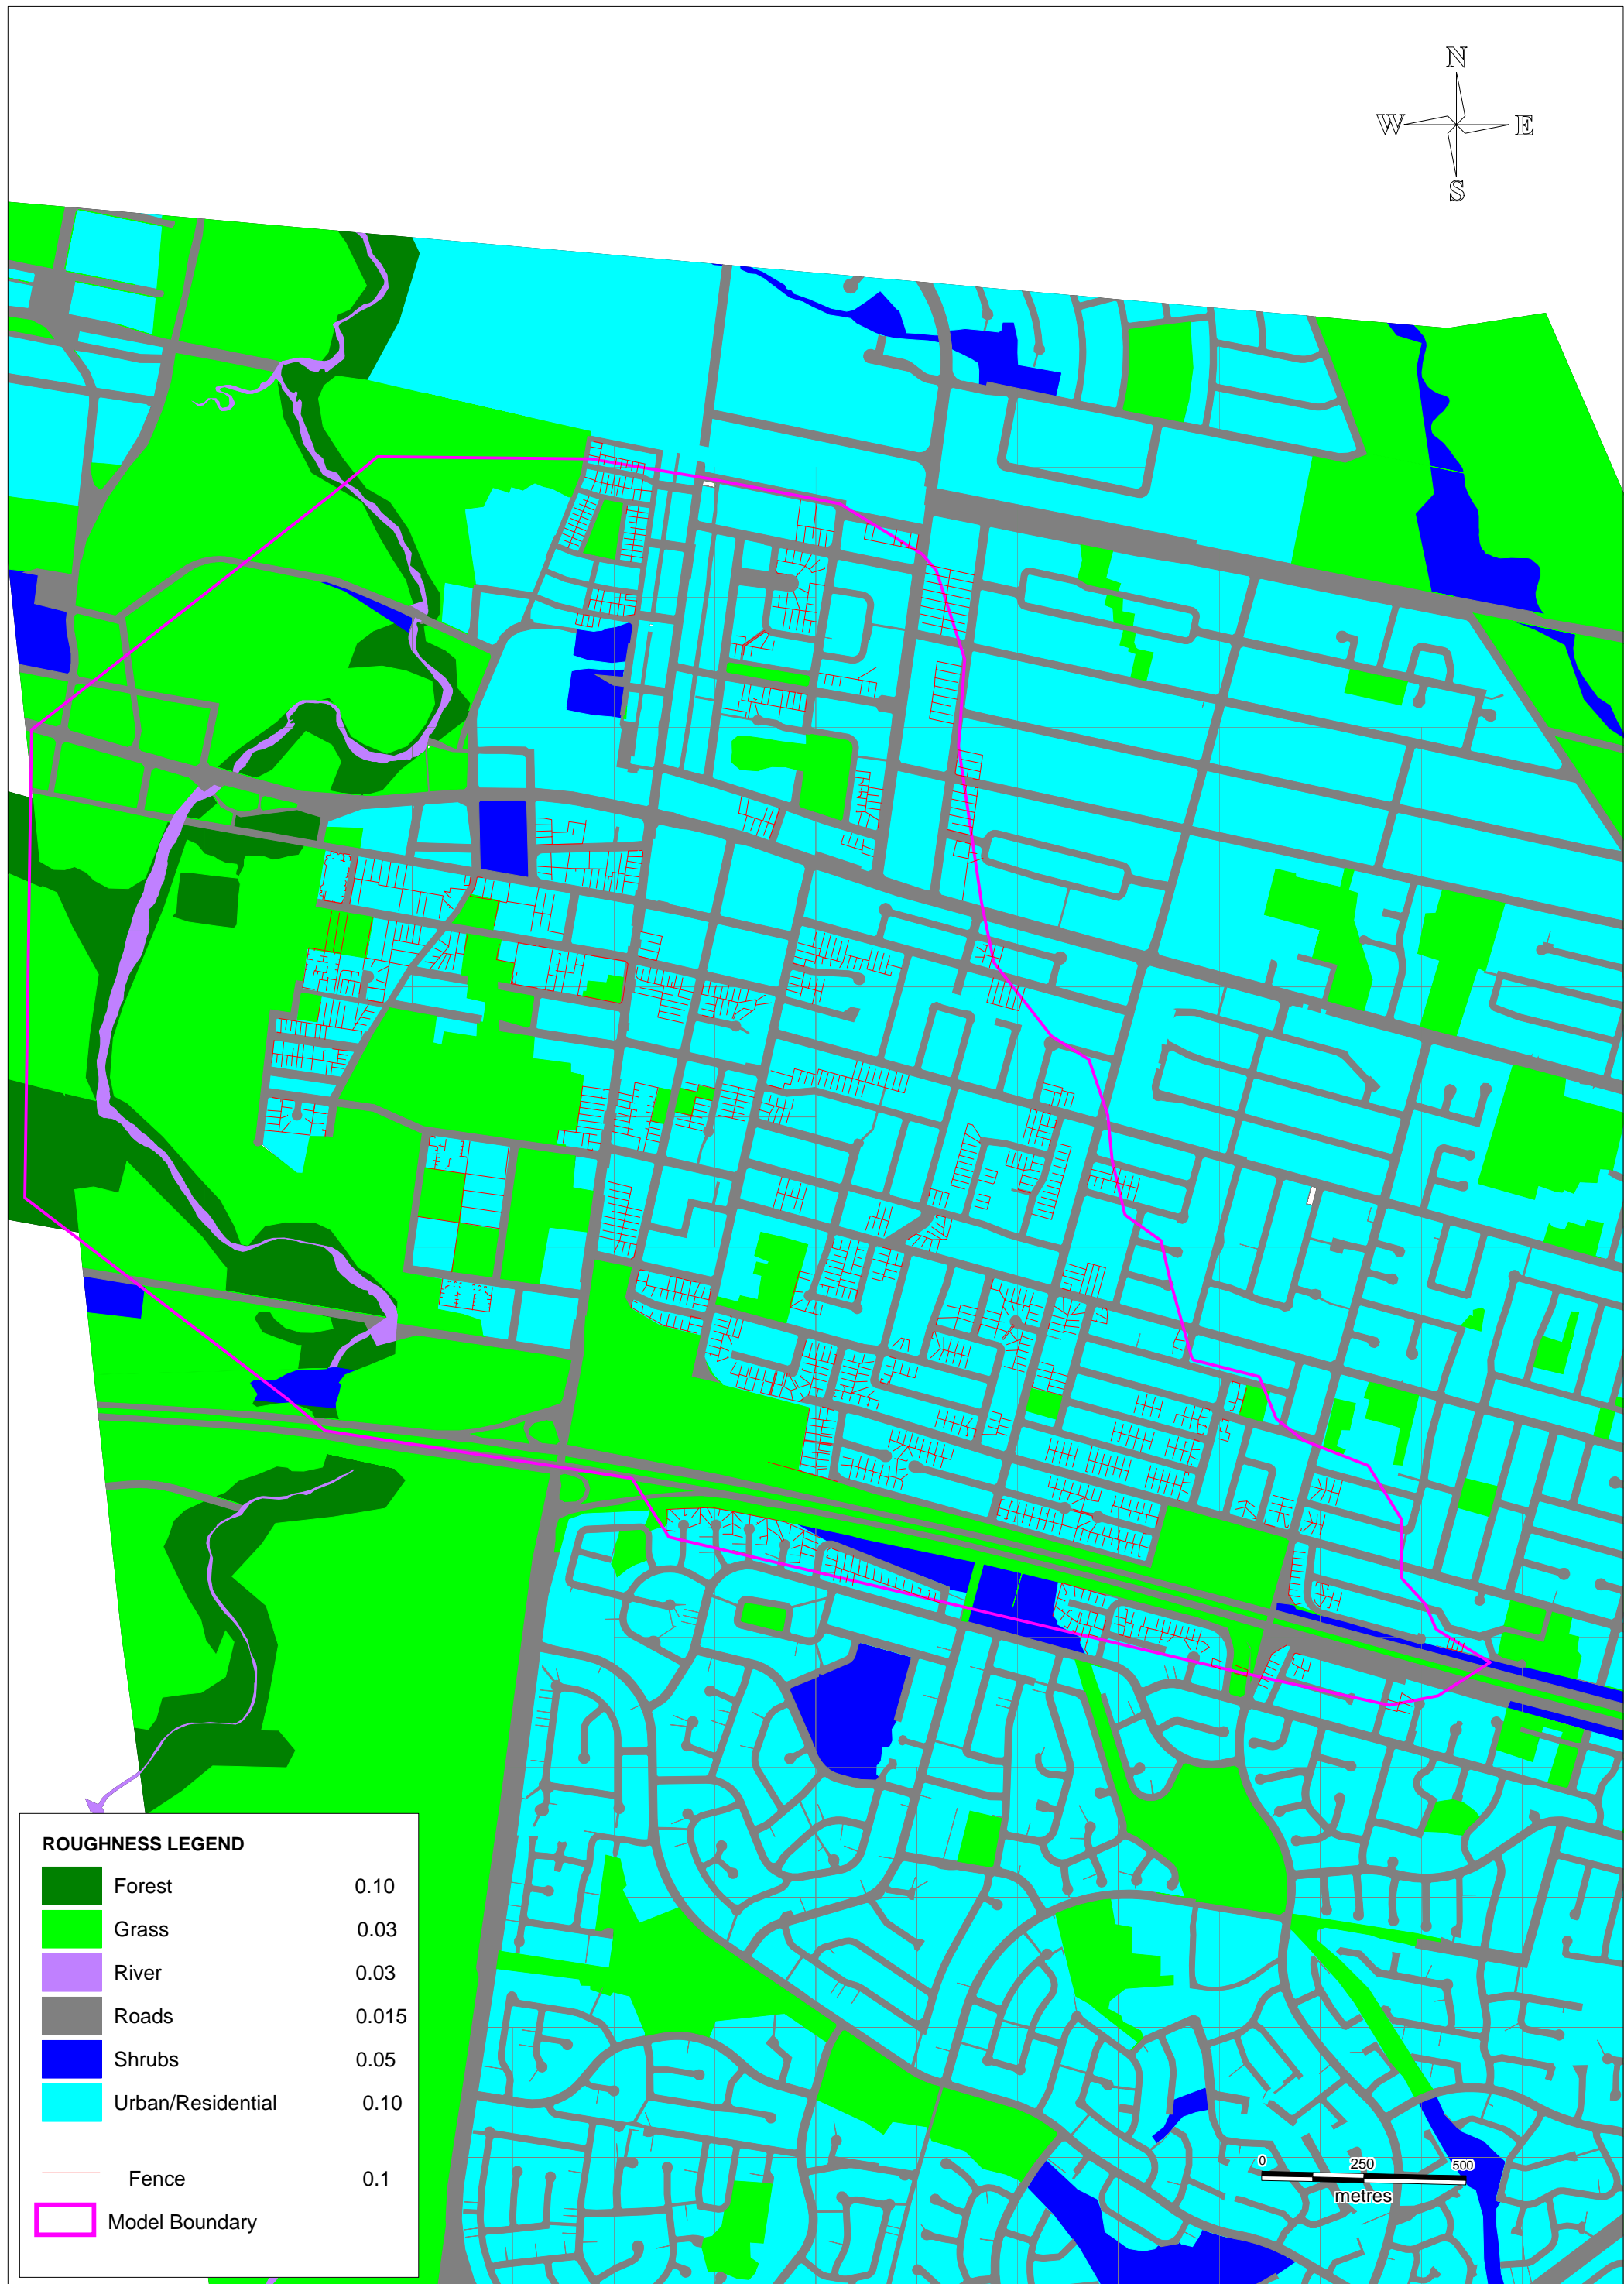 N
W E
S
ROUGHNESS LEGEND
Forest 0.10
Grass 0.03
River 0.03
Roads 0.015
Shrubs 0.05
Urban/Residential 0.10
Fence 0.1
Model Boundary
0 250 500
metres